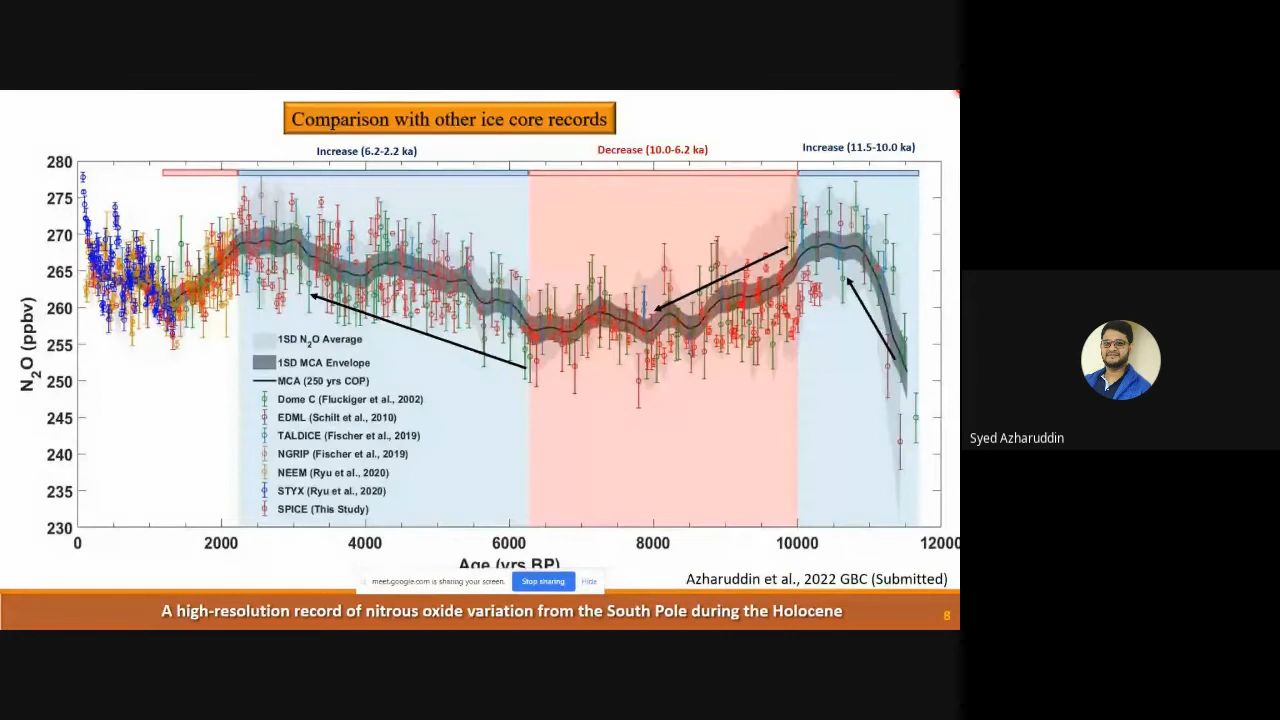 Comparison with other ice core records
Increase (6.2-2.2 ka)
Decrease (10.0-6.2 ka)
Increase (11.5-10.0 ka)
280
275
270
265
260
255
250
245
240
235
230
N2O (ppbv)
1SD N2O Average
1SD MCA Envelope
MCA (250 yrs COP)
Dome C (Fluckiger et al., 2002)
EDML (Schilt et al., 2010)
TALDICE (Fischer et al., 2019)
NGRIP (Fischer et al., 2019)
NEEM (Ryu et al., 2020)
STYX (Ryu et al., 2020)
SPICE (This Study)
0 2000 4000 6000 8000 10000 12000
Age (yrs BP)
meet.google.com is sharing your screen. Stop sharing Hide
Azharuddin et al., 2022 GBC (Submitted)
A high-resolution record of nitrous oxide variation from the South Pole during the Holocene
8
Syed Azharuddin